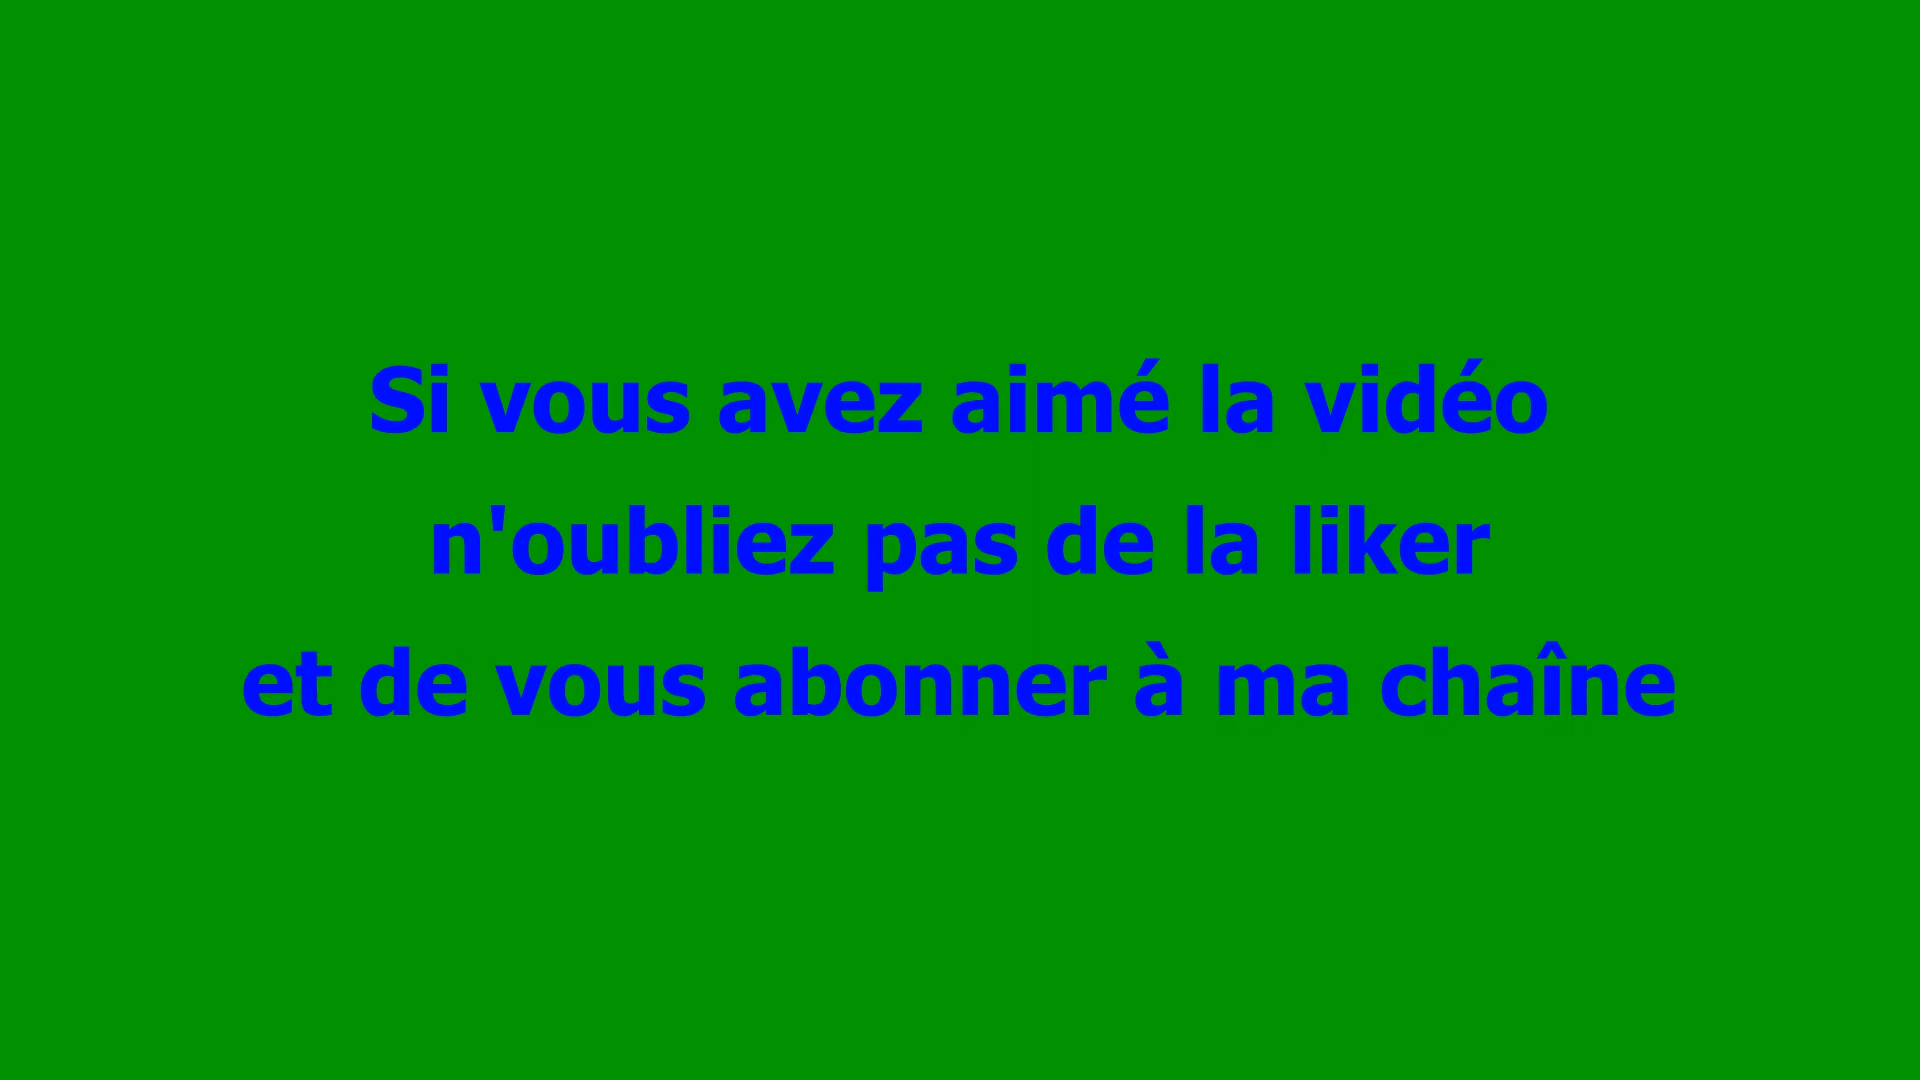 Si vous avez aimé la vidéo
n'oubliez pas de la liker
et de vous abonner à ma chaîne